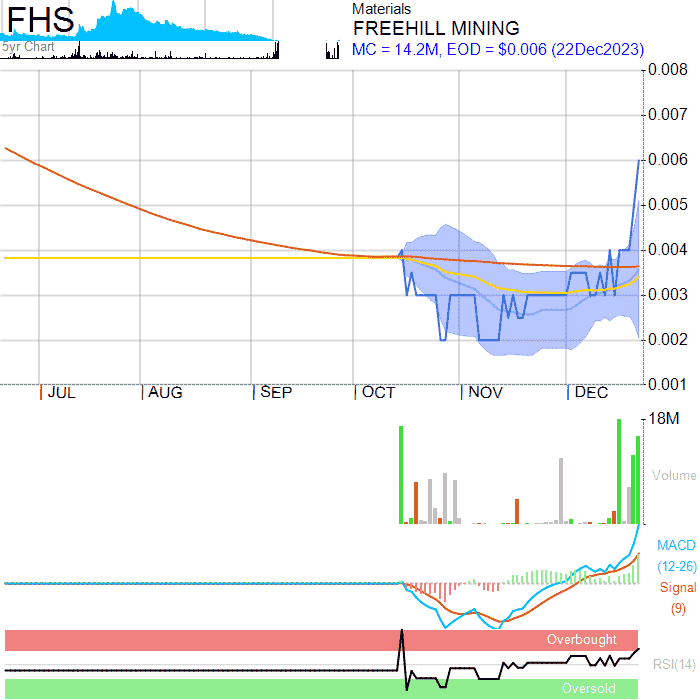 FHS
5yr Chart
Materials
FREEHILL MINING
MC = 14.2M, EOD = $0.006 (22Dec2023)
0.008
0.007
0.006
0.005
0.004
0.003
0.002
0.001
JUL AUG SEP OCT NOV DEC
18M
Volume
MACD
(12-26)
Signal
(9)
Overbought
RSI(14)
Oversold